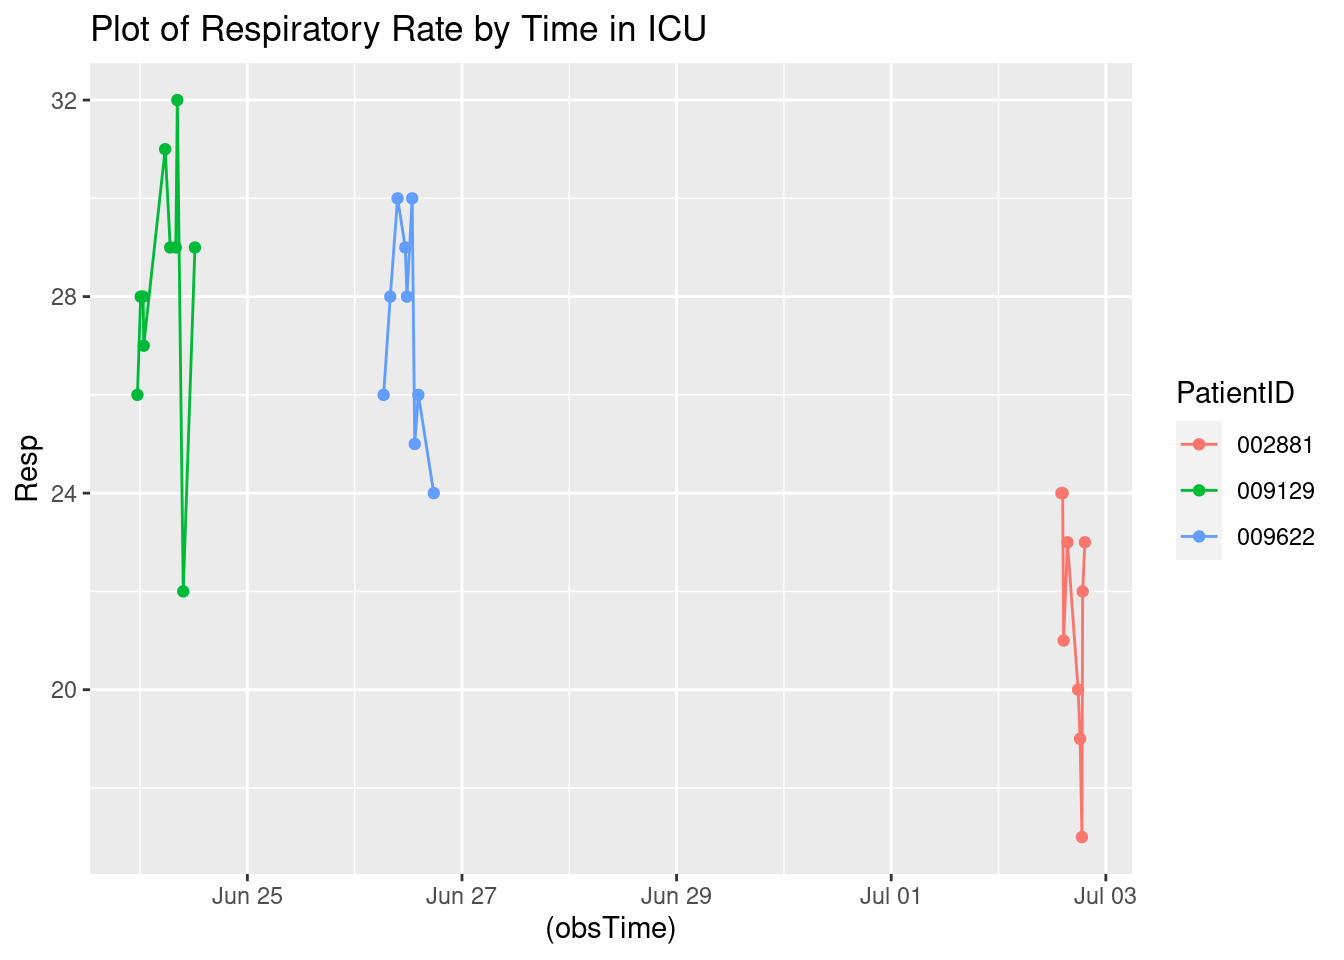 Plot of Respiratory Rate by Time in ICU
32
28
24
20
Resp
Jun 25
Jun 27
Jun 29
Jul 01
Jul 03
(obsTime)
PatientID
002881
009129
009622